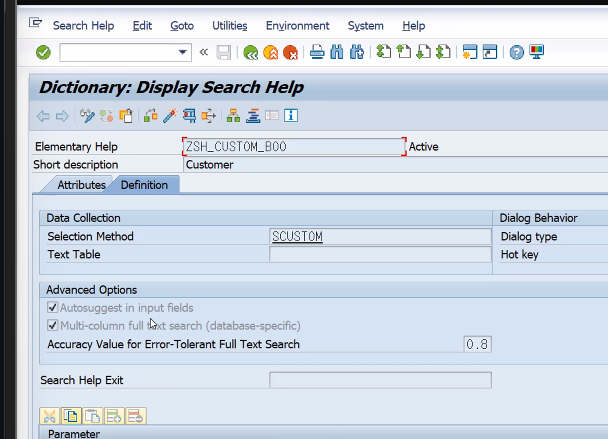 Search Help Edit Goto Utilities Environment System Help
Dictionary: Display Search Help
Elementary Help ZSH_CUSTOM_B00 Active
Short description Customer
Attributes Definition
Data Collection Dialog Behavior
Selection Method SCUSTOM Dialog type
Text Table Hot key
Advanced Options
Autosuggest in input fields
Multi-column full text search (database-specific)
Accuracy Value for Error-Tolerant Full Text Search 0.8
Search Help Exit
Parameter